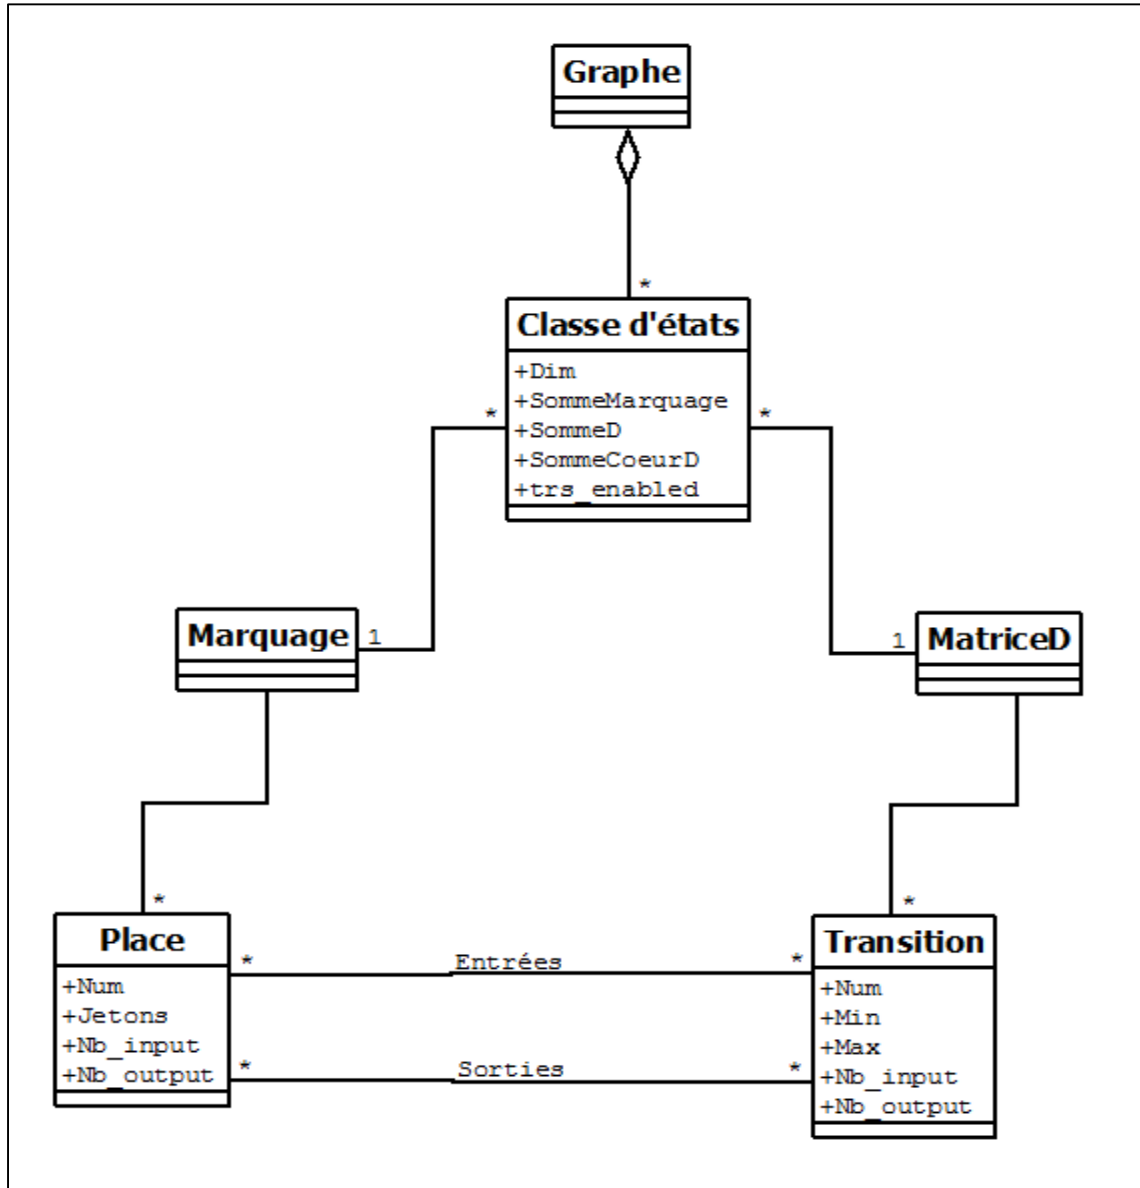 Graphe
*
Classe d'états
+Dim
+SommeMarquage
+SommeD
+SommeCoeurD
+trs_enabled
* *
Marquage 1
1 MatriceD
*
*
Place
+Num
+Jetons
+Nb_input
+Nb_output
Transition
+Num
+Min
+Max
+Nb_input
+Nb_output
* Entrées *
* Sorties *